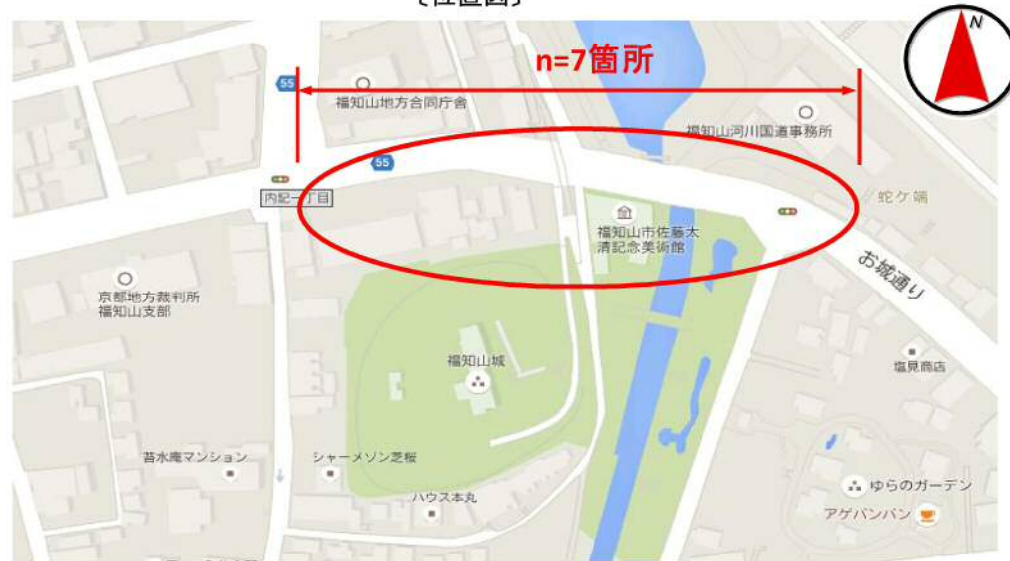 〔位置図〕
N
n=7箇所
55
福知山地方合同庁舎
福知山河川国道事務所
55
内記一丁目
蛇ケ端
福知山市佐藤太
清記念美術館
お城通り
京都地方裁判所
福知山支部
福知山城
塩見商店
苔水庵マンション
シャーメゾン芝桜
ハウス本丸
ゆらのガーデン
アゲパンパン